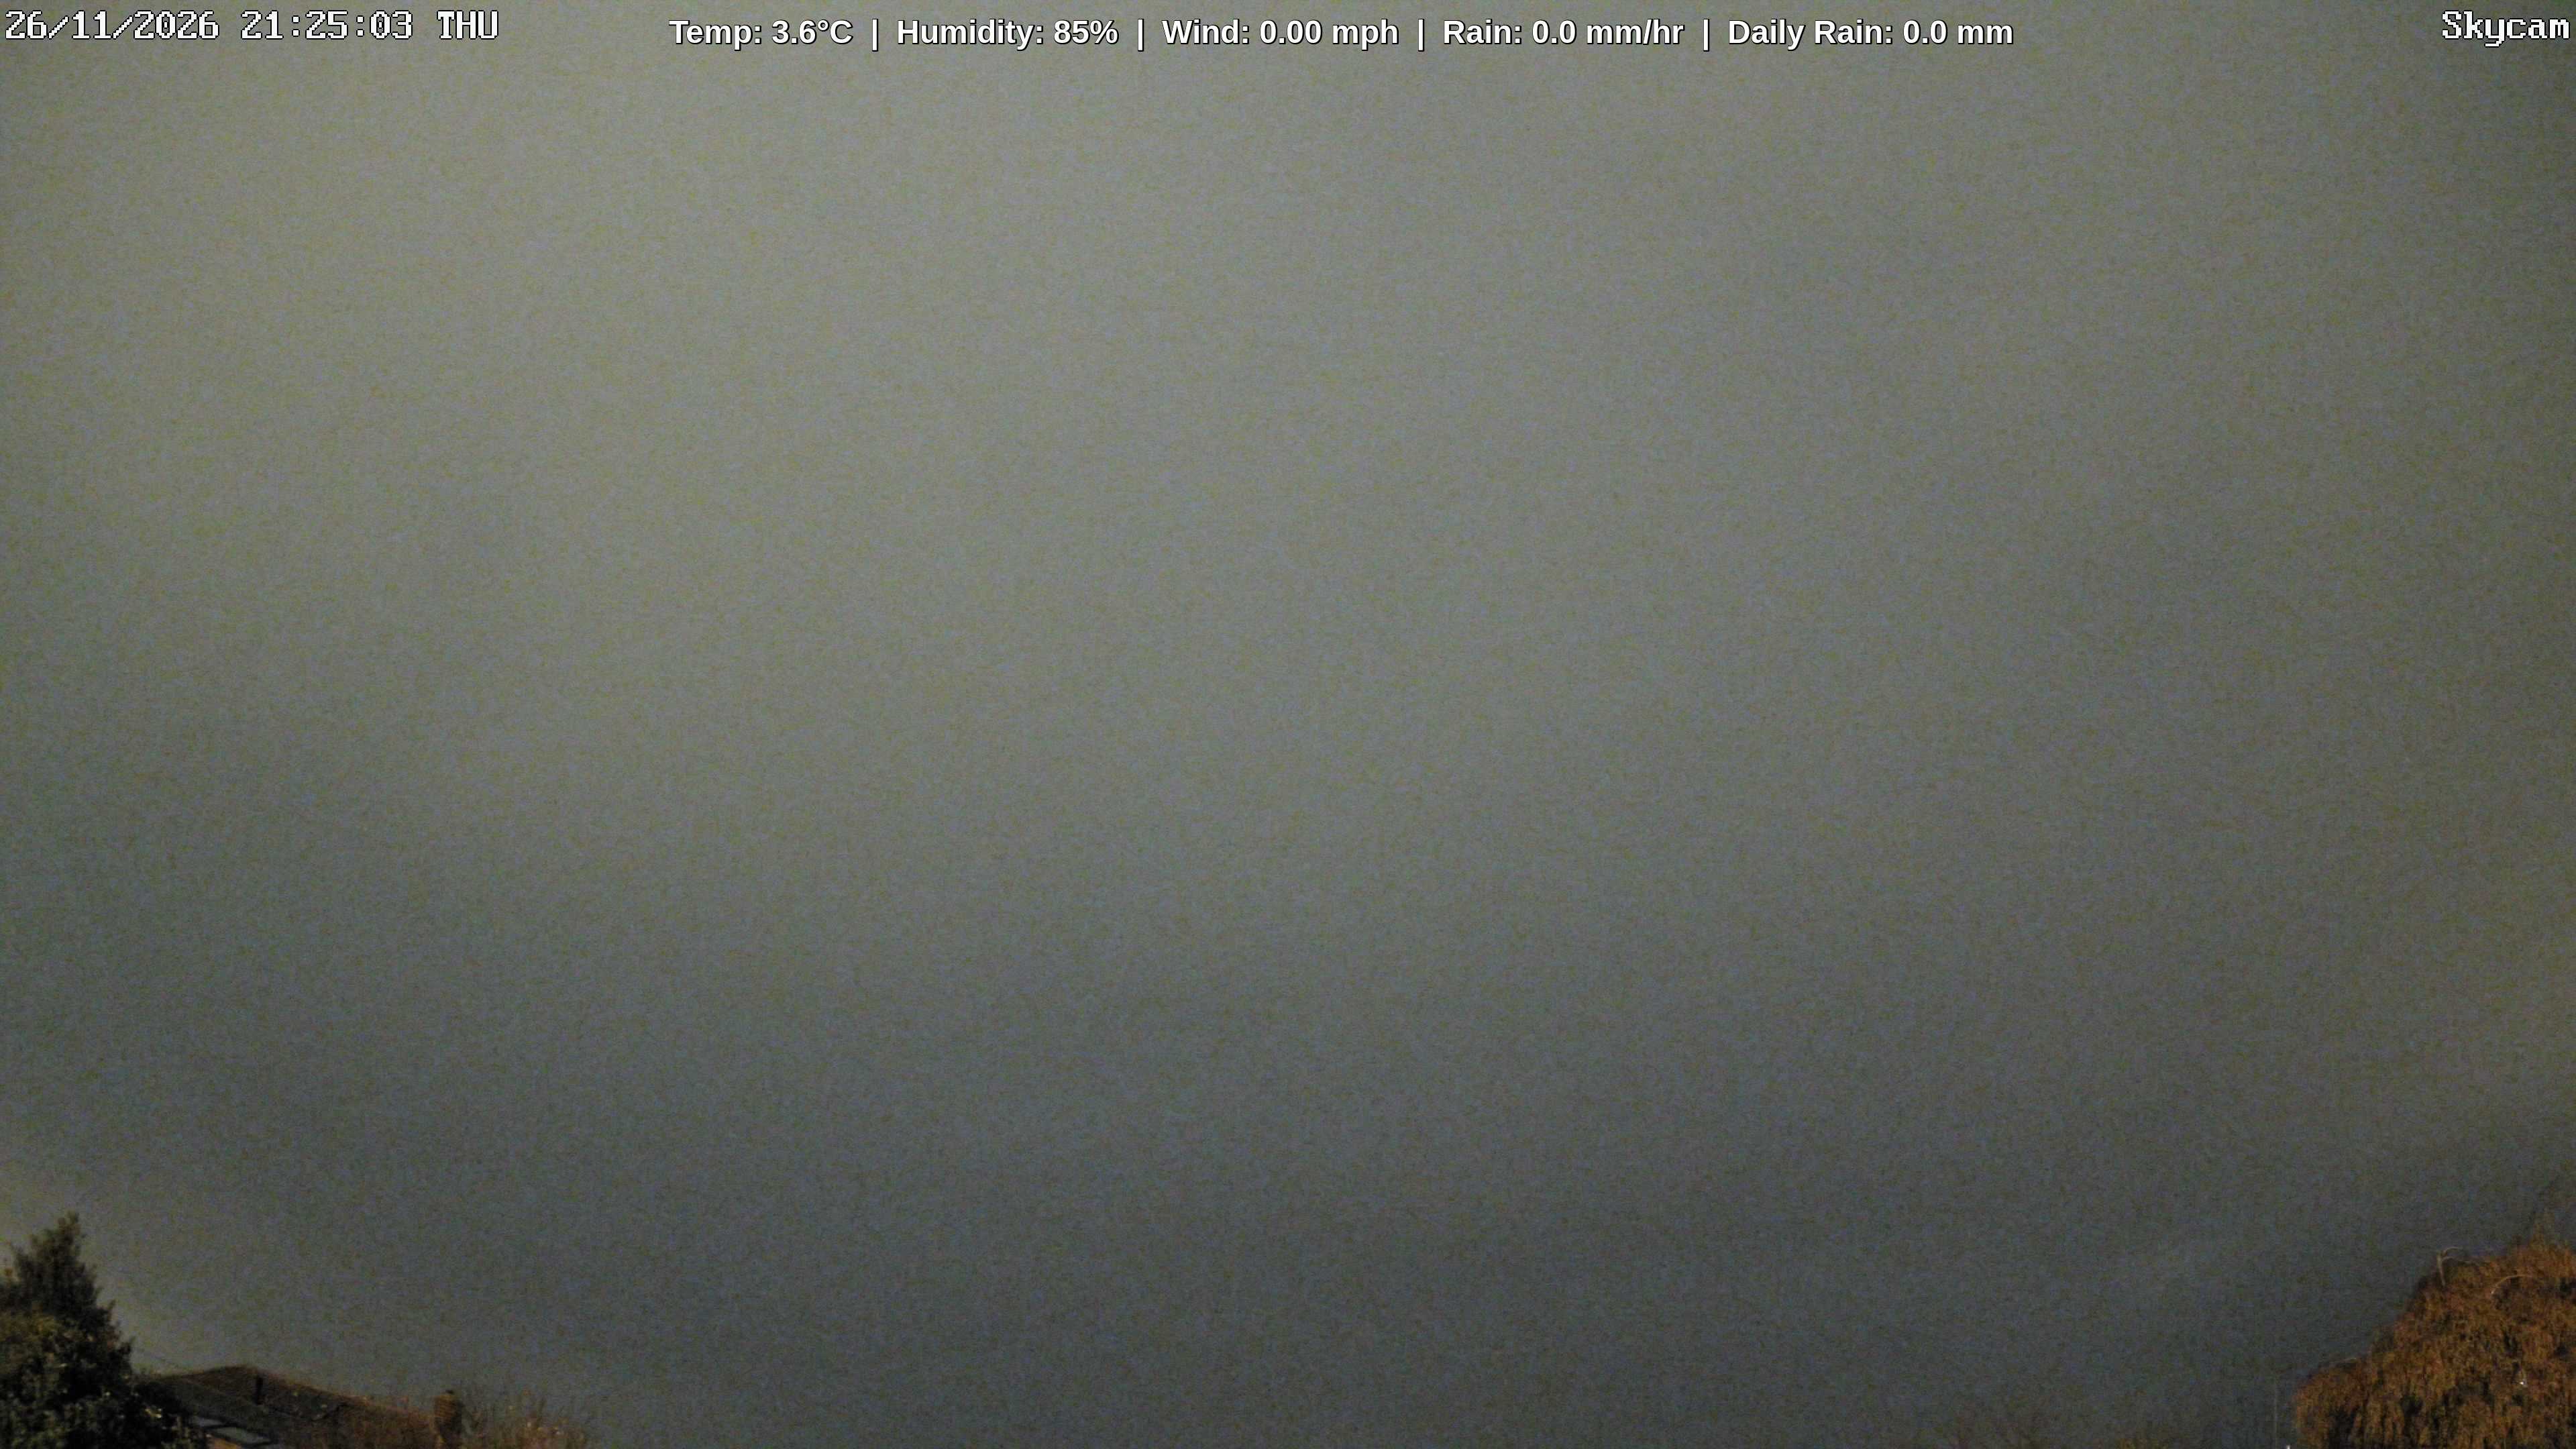 26/11/2026 21:25:03 THU
Temp: 3.6°C | Humidity: 85% | Wind: 0.00 mph | Rain: 0.0 mm/hr | Daily Rain: 0.0 mm
Skycam